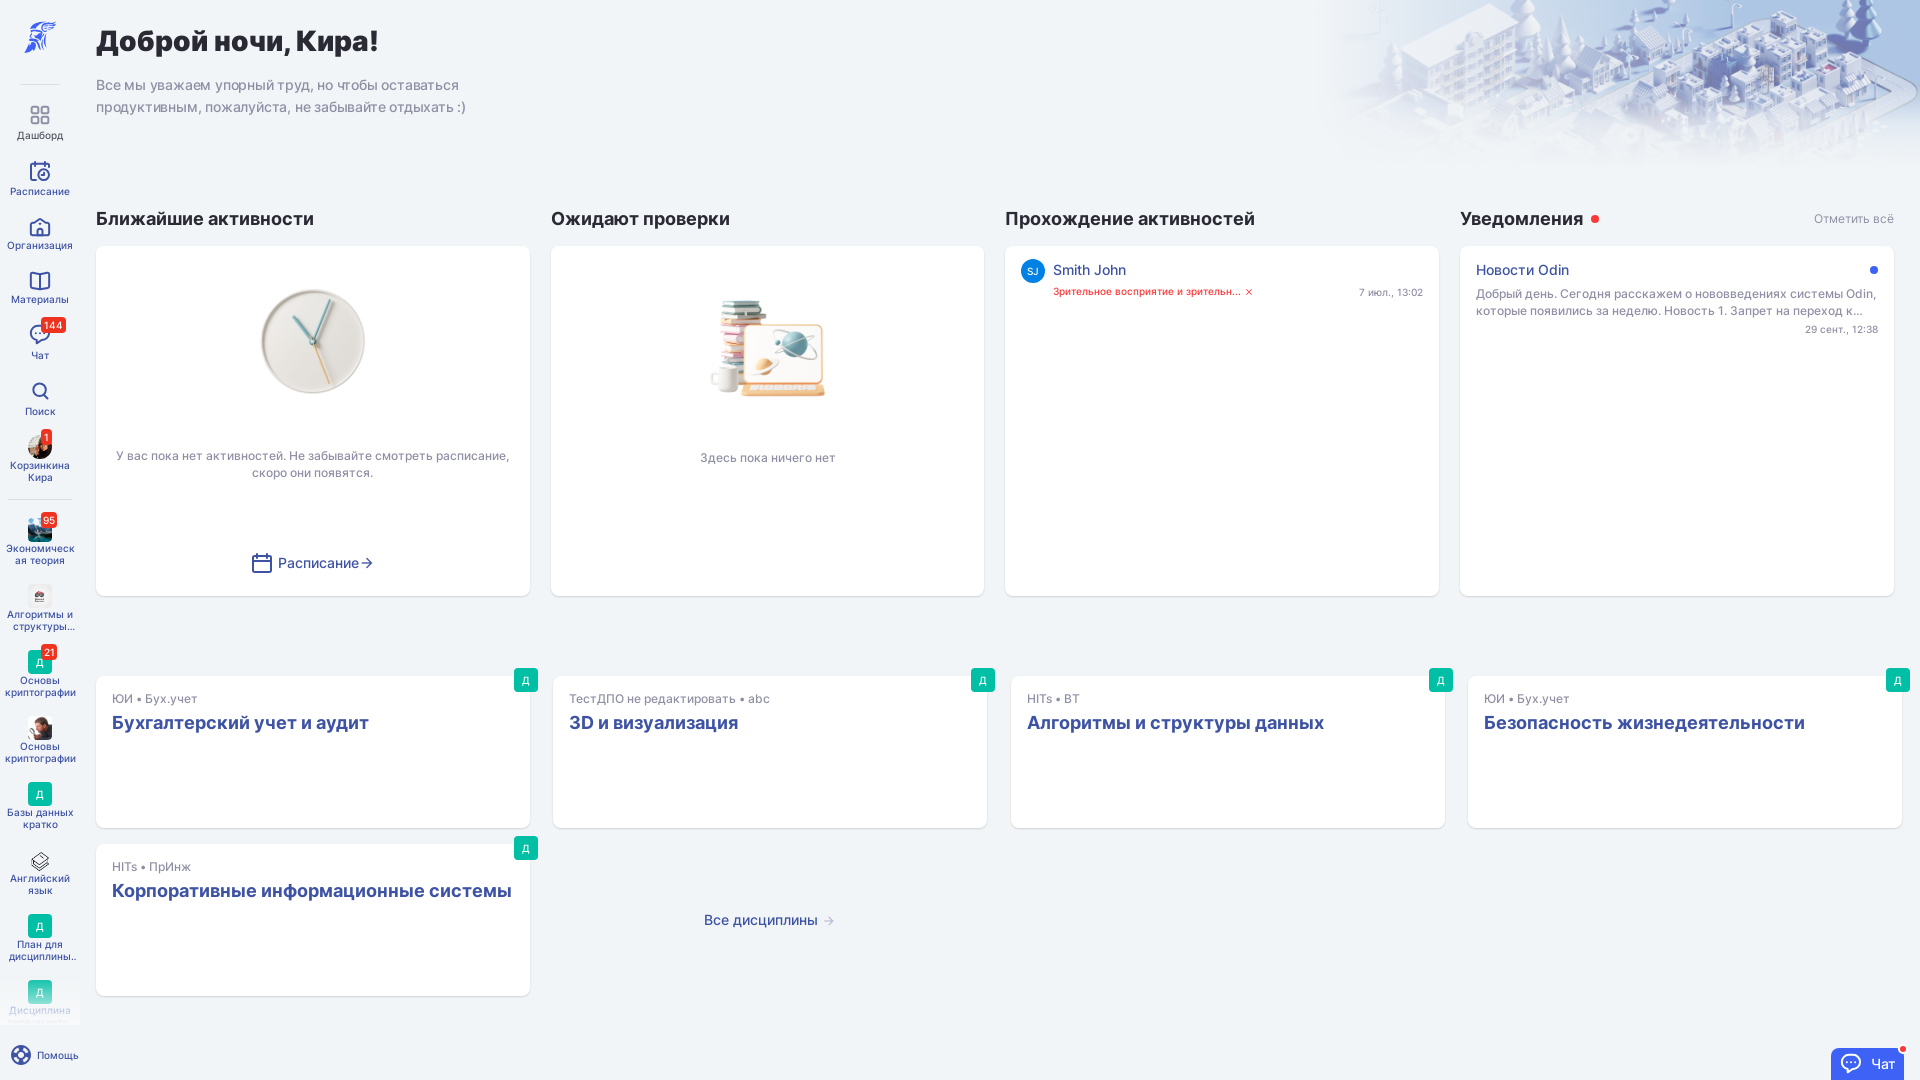 Доброй ночи, Кира!
Все мы уважаем упорный труд, но чтобы оставаться
продуктивным, пожалуйста, не забывайте отдыхать :)
Дашборд
Расписание
Организация
Материалы
144
Чат
Поиск
1
Корзинкина
Кира
95
Экономическ
ая теория
Алгоритмы и
структуры...
21
Д
Основы
криптографии
Основы
криптографии
Д
Базы данных
кратко
Английский
язык
Д
План для
дисциплины..
Д
Дисциплина
Помощь
Ближайшие активности
У вас пока нет активностей. Не забывайте смотреть расписание,
скоро они появятся.
Расписание
Ожидают проверки
Здесь пока ничего нет
Прохождение активностей
SJ
Smith John
Зрительное восприятие и зрительн... ×
7 июл., 13:02
Уведомления
Отметить всё
Новости Odin
Добрый день. Сегодня расскажем о нововведениях системы Odin,
которые появились за неделю. Новость 1. Запрет на переход к...
29 сент., 12:38
Д
ЮИ • Бух.учет
Бухгалтерский учет и аудит
Д
ТестДПО не редактировать • abc
3D и визуализация
Д
HITs • ВТ
Алгоритмы и структуры данных
Д
ЮИ • Бух.учет
Безопасность жизнедеятельности
Д
HITs • ПрИнж
Корпоративные информационные системы
Все дисциплины →
Чат